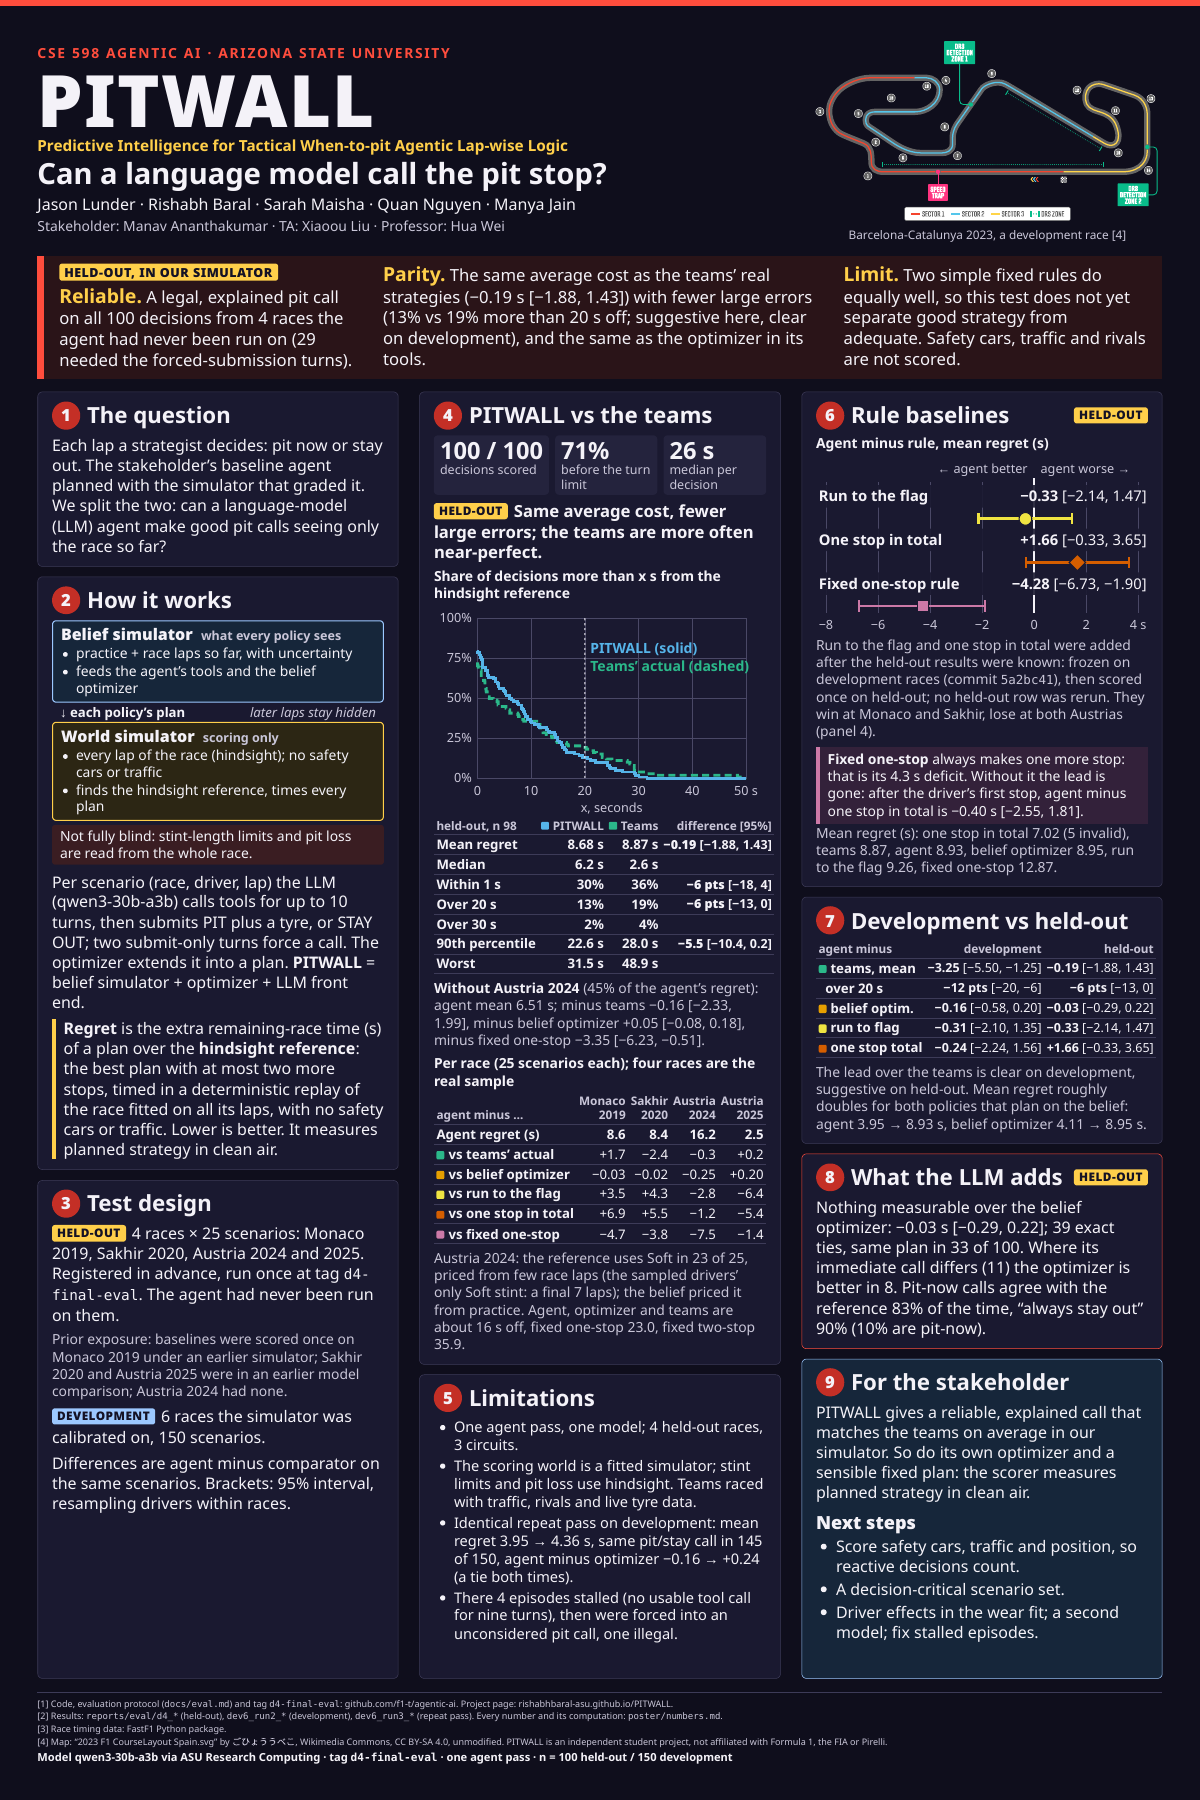 CSE 598 AGENTIC AI · ARIZONA STATE UNIVERSITY
PITWALL
Predictive Intelligence for Tactical When-to-pit Agentic Lap-wise Logic
Can a language model call the pit stop?
Jason Lunder · Rishabh Baral · Sarah Maisha · Quan Nguyen · Manya Jain
Stakeholder: Manav Ananthakumar · TA: Xiaoou Liu · Professor: Hua Wei
DRS
DETECTION
ZONE 1
SPEED
TRAP
DRS
DETECTION
ZONE 2
SECTOR 1 SECTOR 2 SECTOR 3 DRS ZONE
Barcelona-Catalunya 2023, a development race [4]
HELD-OUT, IN OUR SIMULATOR
Reliable. A legal, explained pit call
on all 100 decisions from 4 races the
agent had never been run on (29
needed the forced-submission turns).
Parity. The same average cost as the teams’ real
strategies (−0.19 s [−1.88, 1.43]) with fewer large errors
(13% vs 19% more than 20 s off; suggestive here, clear
on development), and the same as the optimizer in its
tools.
Limit. Two simple fixed rules do
equally well, so this test does not yet
separate good strategy from
adequate. Safety cars, traffic and rivals
are not scored.
1 The question
Each lap a strategist decides: pit now or stay
out. The stakeholder’s baseline agent
planned with the simulator that graded it.
We split the two: can a language-model
(LLM) agent make good pit calls seeing only
the race so far?
2 How it works
Belief simulator what every policy sees
• practice + race laps so far, with uncertainty
• feeds the agent’s tools and the belief
optimizer
↓ each policy’s plan later laps stay hidden
World simulator scoring only
• every lap of the race (hindsight); no safety
cars or traffic
• finds the hindsight reference, times every
plan
Not fully blind: stint-length limits and pit loss
are read from the whole race.
Per scenario (race, driver, lap) the LLM
(qwen3-30b-a3b) calls tools for up to 10
turns, then submits PIT plus a tyre, or STAY
OUT; two submit-only turns force a call. The
optimizer extends it into a plan. PITWALL =
belief simulator + optimizer + LLM front
end.
Regret is the extra remaining-race time (s)
of a plan over the hindsight reference:
the best plan with at most two more
stops, timed in a deterministic replay of
the race fitted on all its laps, with no safety
cars or traffic. Lower is better. It measures
planned strategy in clean air.
3 Test design
HELD-OUT 4 races × 25 scenarios: Monaco
2019, Sakhir 2020, Austria 2024 and 2025.
Registered in advance, run once at tag d4-
final-eval. The agent had never been run
on them.
Prior exposure: baselines were scored once on
Monaco 2019 under an earlier simulator; Sakhir
2020 and Austria 2025 were in an earlier model
comparison; Austria 2024 had none.
DEVELOPMENT 6 races the simulator was
calibrated on, 150 scenarios.
Differences are agent minus comparator on
the same scenarios. Brackets: 95% interval,
resampling drivers within races.
4 PITWALL vs the teams
100 / 100
decisions scored
71%
before the turn
limit
26 s
median per
decision
HELD-OUT Same average cost, fewer
large errors; the teams are more often
near-perfect.
Share of decisions more than x s from the
hindsight reference
100%
75%
50%
25%
0%
PITWALL (solid)
Teams’ actual (dashed)
0 10 20 30 40 50 s
x, seconds
held-out, n 98 PITWALL Teams difference [95%]
Mean regret 8.68 s 8.87 s −0.19 [−1.88, 1.43]
Median 6.2 s 2.6 s
Within 1 s 30% 36% −6 pts [−18, 4]
Over 20 s 13% 19% −6 pts [−13, 0]
Over 30 s 2% 4%
90th percentile 22.6 s 28.0 s −5.5 [−10.4, 0.2]
Worst 31.5 s 48.9 s
Without Austria 2024 (45% of the agent’s regret):
agent mean 6.51 s; minus teams −0.16 [−2.33,
1.99], minus belief optimizer +0.05 [−0.08, 0.18],
minus fixed one-stop −3.35 [−6.23, −0.51].
Per race (25 scenarios each); four races are the
real sample
agent minus ... Monaco 2019 Sakhir 2020 Austria 2024 Austria 2025
Agent regret (s) 8.6 8.4 16.2 2.5
vs teams’ actual +1.7 −2.4 −0.3 +0.2
vs belief optimizer −0.03 −0.02 −0.25 +0.20
vs run to the flag +3.5 +4.3 −2.8 −6.4
vs one stop in total +6.9 +5.5 −1.2 −5.4
vs fixed one-stop −4.7 −3.8 −7.5 −1.4
Austria 2024: the reference uses Soft in 23 of 25,
priced from few race laps (the sampled drivers’
only Soft stint: a final 7 laps); the belief priced it
from practice. Agent, optimizer and teams are
about 16 s off, fixed one-stop 23.0, fixed two-stop
35.9.
5 Limitations
• One agent pass, one model; 4 held-out races,
3 circuits.
• The scoring world is a fitted simulator; stint
limits and pit loss use hindsight. Teams raced
with traffic, rivals and live tyre data.
• Identical repeat pass on development: mean
regret 3.95 → 4.36 s, same pit/stay call in 145
of 150, agent minus optimizer −0.16 → +0.24
(a tie both times).
• There 4 episodes stalled (no usable tool call
for nine turns), then were forced into an
unconsidered pit call, one illegal.
6 Rule baselines HELD-OUT
Agent minus rule, mean regret (s)
← agent better agent worse →
Run to the flag −0.33 [−2.14, 1.47]
One stop in total +1.66 [−0.33, 3.65]
Fixed one-stop rule −4.28 [−6.73, −1.90]
−8 −6 −4 −2 0 2 4 s
Run to the flag and one stop in total were added
after the held-out results were known: frozen on
development races (commit 5a2bc41), then scored
once on held-out; no held-out row was rerun. They
win at Monaco and Sakhir, lose at both Austrias
(panel 4).
Fixed one-stop always makes one more stop:
that is its 4.3 s deficit. Without it the lead is
gone: after the driver’s first stop, agent minus
one stop in total is −0.40 s [−2.55, 1.81].
Mean regret (s): one stop in total 7.02 (5 invalid),
teams 8.87, agent 8.93, belief optimizer 8.95, run
to the flag 9.26, fixed one-stop 12.87.
7 Development vs held-out
agent minus development held-out
teams, mean −3.25 [−5.50, −1.25] −0.19 [−1.88, 1.43]
over 20 s −12 pts [−20, −6] −6 pts [−13, 0]
belief optim. −0.16 [−0.58, 0.20] −0.03 [−0.29, 0.22]
run to flag −0.31 [−2.10, 1.35] −0.33 [−2.14, 1.47]
one stop total −0.24 [−2.24, 1.56] +1.66 [−0.33, 3.65]
The lead over the teams is clear on development,
suggestive on held-out. Mean regret roughly
doubles for both policies that plan on the belief:
agent 3.95 → 8.93 s, belief optimizer 4.11 → 8.95 s.
8 What the LLM adds HELD-OUT
Nothing measurable over the belief
optimizer: −0.03 s [−0.29, 0.22]; 39 exact
ties, same plan in 33 of 100. Where its
immediate call differs (11) the optimizer is
better in 8. Pit-now calls agree with the
reference 83% of the time, “always stay out”
90% (10% are pit-now).
9 For the stakeholder
PITWALL gives a reliable, explained call that
matches the teams on average in our
simulator. So do its own optimizer and a
sensible fixed plan: the scorer measures
planned strategy in clean air.
Next steps
• Score safety cars, traffic and position, so
reactive decisions count.
• A decision-critical scenario set.
• Driver effects in the wear fit; a second
model; fix stalled episodes.
[1] Code, evaluation protocol (docs/eval.md) and tag d4-final-eval: github.com/f1-t/agentic-ai. Project page: rishabhbaral-asu.github.io/PITWALL.
[2] Results: reports/eval/d4_* (held-out), dev6_run2_* (development), dev6_run3_* (repeat pass). Every number and its computation: poster/numbers.md.
[3] Race timing data: FastF1 Python package.
[4] Map: “2023 F1 CourseLayout Spain.svg” by ごひょううべこ, Wikimedia Commons, CC BY-SA 4.0, unmodified. PITWALL is an independent student project, not affiliated with Formula 1, the FIA or Pirelli.
Model qwen3-30b-a3b via ASU Research Computing · tag d4-final-eval · one agent pass · n = 100 held-out / 150 development